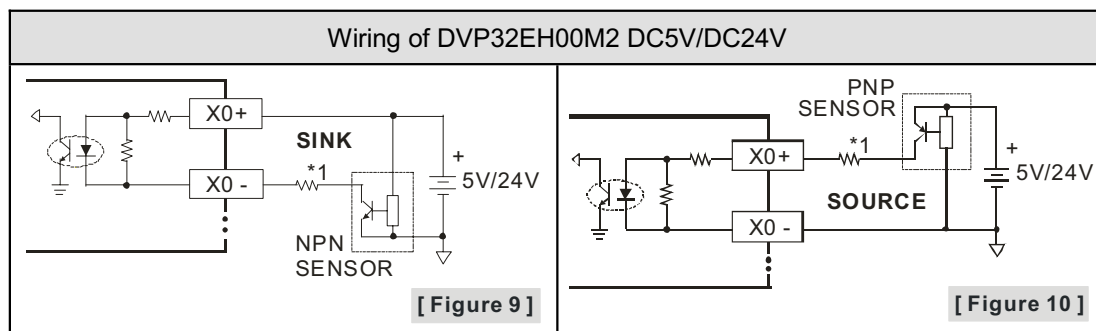 Wiring of DVP32EH00M2 DC5V/DC24V
X0+
SINK
*1
X0 -
+
5V/24V
NPN
SENSOR
[ Figure 9 ]
PNP
SENSOR
X0+
*1
+
5V/24V
SOURCE
X0 -
[ Figure 10 ]